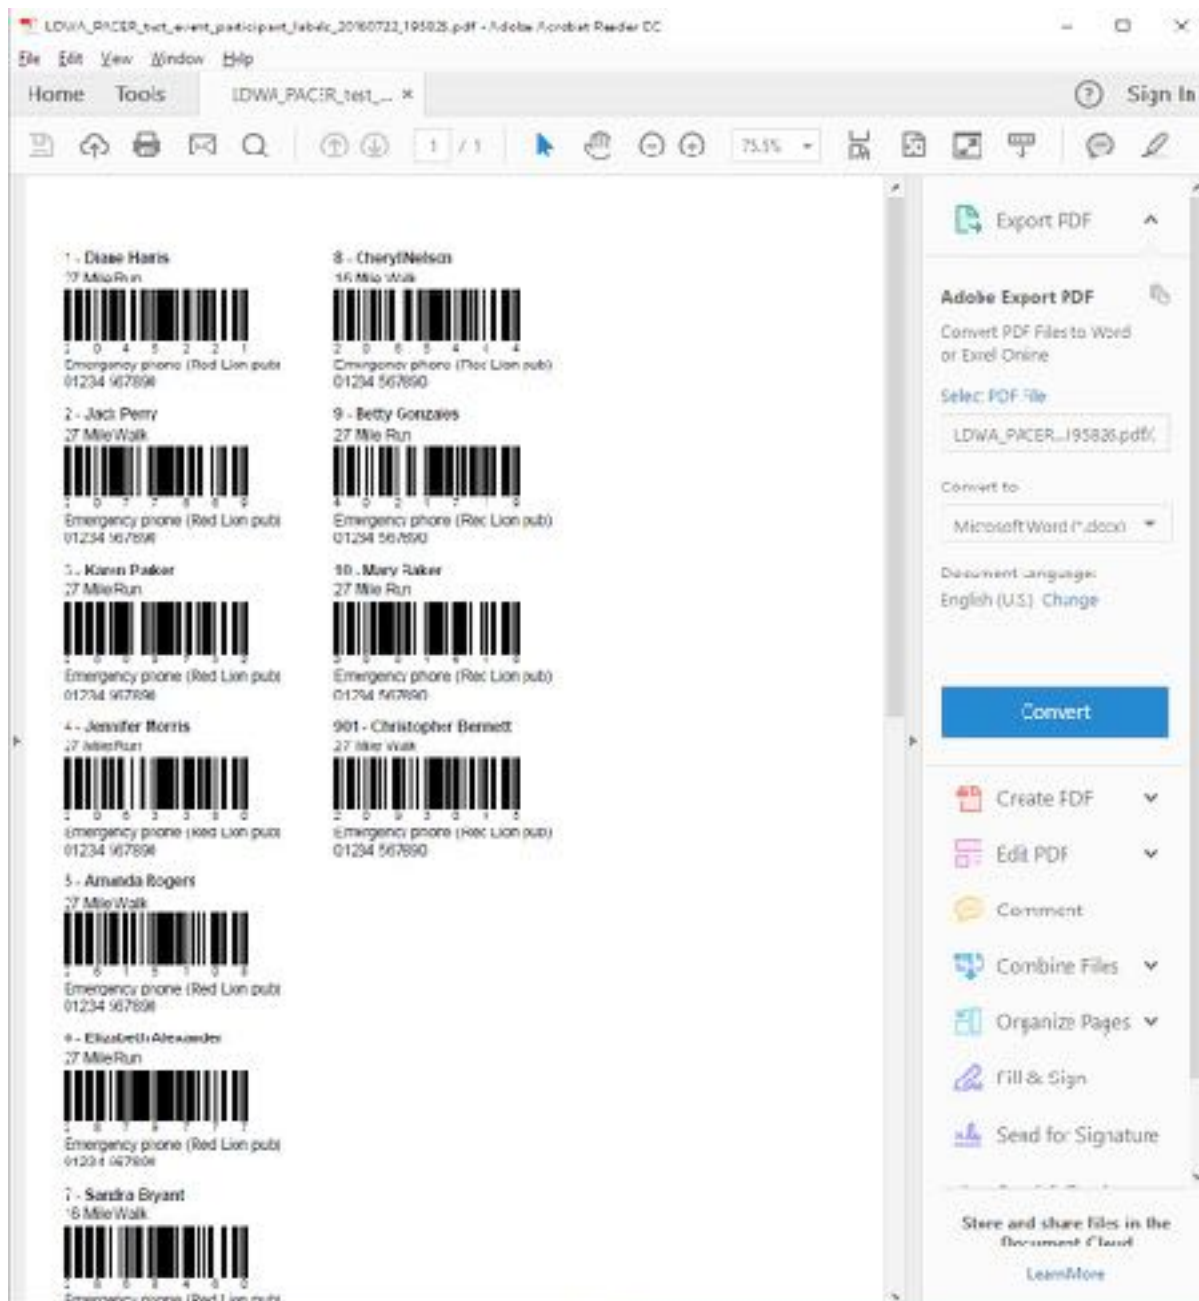 LDWA_PACER_test_event_participant_labels_20160722_195826.pdf - Adobe Acrobat Reader DC
File Edit View Window Help
Home Tools LDWA_PACER_test_... × Sign In
1 / 1 75.5%
1 - Diane Harris
27 Mile Run
Emergency phone (Red Lion pub)
01234 567890
2 - Jack Perry
27 Mile Walk
Emergency phone (Red Lion pub)
01234 567890
3 - Karen Parker
27 Mile Run
Emergency phone (Red Lion pub)
01234 567890
4 - Jennifer Morris
27 Mile Run
Emergency phone (Red Lion pub)
01234 567890
5 - Amanda Rogers
27 Mile Walk
Emergency phone (Red Lion pub)
01234 567890
6 - Elizabeth Alexander
27 Mile Run
Emergency phone (Red Lion pub)
01234 567890
7 - Sandra Bryant
16 Mile Walk
Emergency phone (Red Lion pub)
8 - Cheryl Nelson
16 Mile Walk
Emergency phone (Red Lion pub)
01234 567890
9 - Betty Gonzales
27 Mile Run
Emergency phone (Red Lion pub)
01234 567890
10 - Mary Baker
27 Mile Run
Emergency phone (Red Lion pub)
01234 567890
901 - Christopher Bennett
27 Mile Walk
Emergency phone (Red Lion pub)
01234 567890
Export PDF
Adobe Export PDF
Convert PDF Files to Word
or Excel Online
Select PDF File
LDWA_PACER...195826.pdf
Convert to
Microsoft Word (*.docx)
Document Language:
English (U.S.) Change
Convert
Create PDF
Edit PDF
Comment
Combine Files
Organize Pages
Fill & Sign
Send for Signature
Store and share files in the
Document Cloud
Learn More